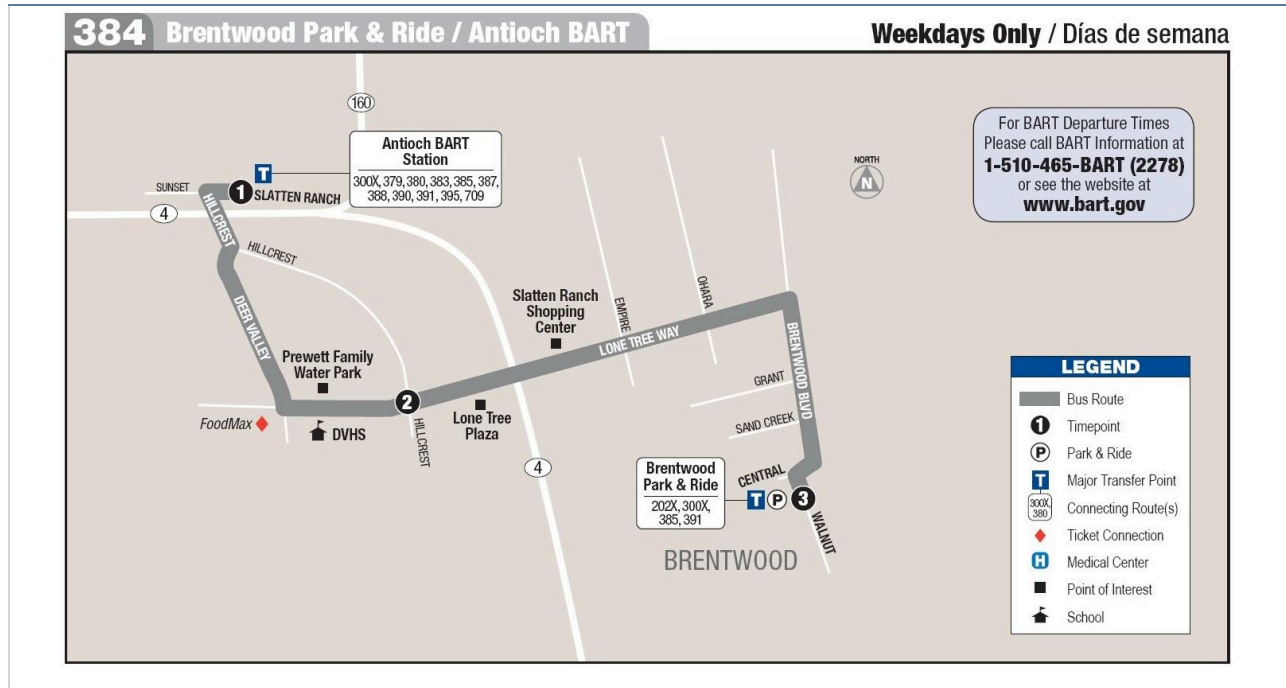 384 Brentwood Park & Ride / Antioch BART
Weekdays Only / Días de semana
160
Antioch BART
Station
300X, 379, 380, 383, 385, 387,
388, 390, 391, 395, 709
For BART Departure Times
Please call BART Information at
1-510-465-BART (2278)
or see the website at
www.bart.gov
NORTH
N
T
SUNSET
1
SLATTEN RANCH
4
HILLCREST
HILLCREST
DEER VALLEY
Slatten Ranch
Shopping
Center
EMPIRE
OHARA
LONE TREE WAY
BRENTWOOD BLVD
Prewett Family
Water Park
2
FoodMax
DVHS
HILLCREST
Lone Tree
Plaza
4
GRANT
SAND CREEK
CENTRAL
Brentwood
Park & Ride
202X, 300X,
385, 391
T
P
3
WALNUT
BRENTWOOD
LEGEND
Bus Route
1 Timepoint
P Park & Ride
T Major Transfer Point
300X,
380
Connecting Route(s)
Ticket Connection
H Medical Center
Point of Interest
School